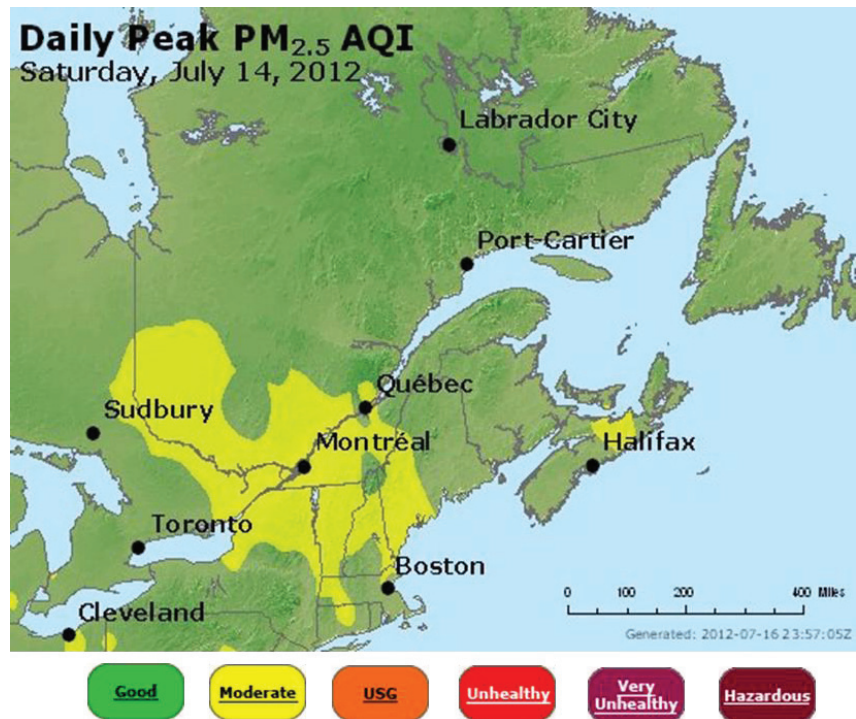 Daily Peak PM2.5 AQI
Saturday, July 14, 2012
Labrador City
Port-Cartier
Québec
Sudbury
Montréal
Halifax
Toronto
Boston
Cleveland
0 100 200 400 Miles
Generated: 2012-07-16 23:57:05Z
Good
Moderate
USG
Unhealthy
Very
Unhealthy
Hazardous